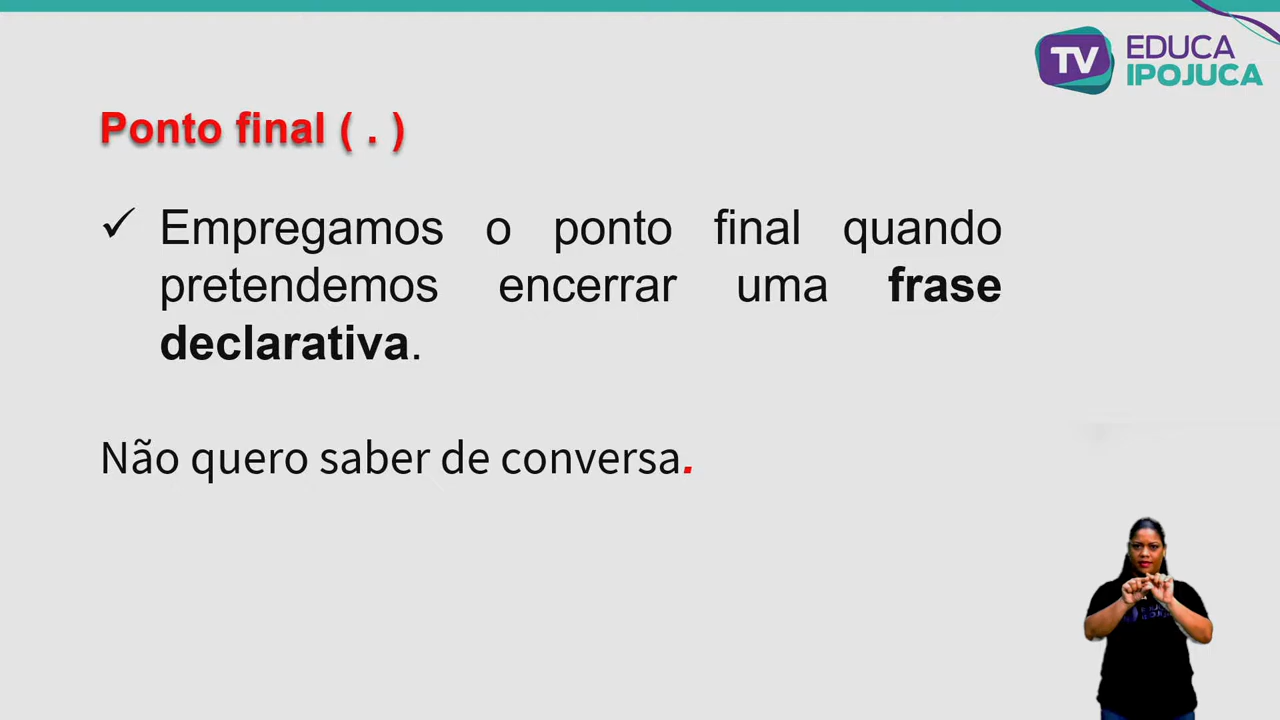 TV EDUCA
IPOJUCA
Ponto final ( . )
✓ Empregamos o ponto final quando
pretendemos encerrar uma frase
declarativa.
Não quero saber de conversa.